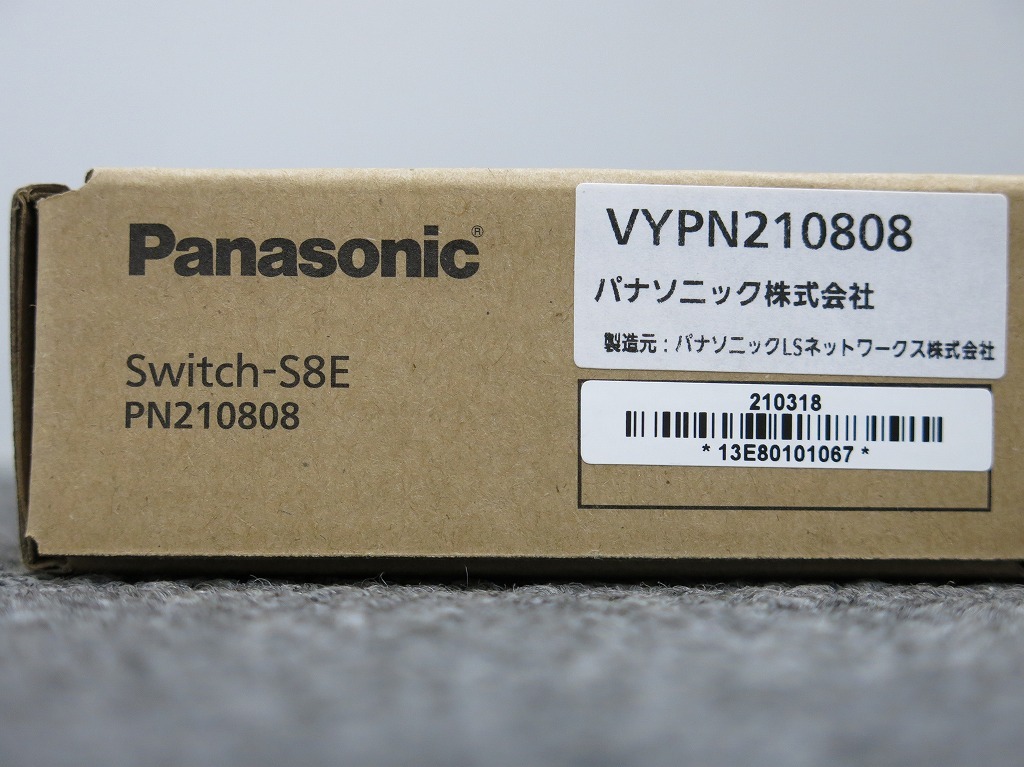 Panasonic®
Switch-S8E
PN210808
VYPN210808
パナソニック株式会社
製造元：パナソニックLSネットワークス株式会社
210318
*13E80101067*